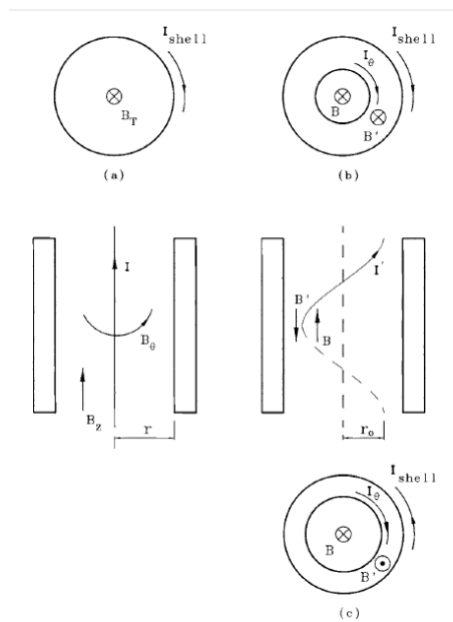 I shell
B T
(a)
I shell
I θ
B
B'
(b)
I
B θ
B z
r
I'
B'
B
r o
I shell
I θ
B
B'
(c)